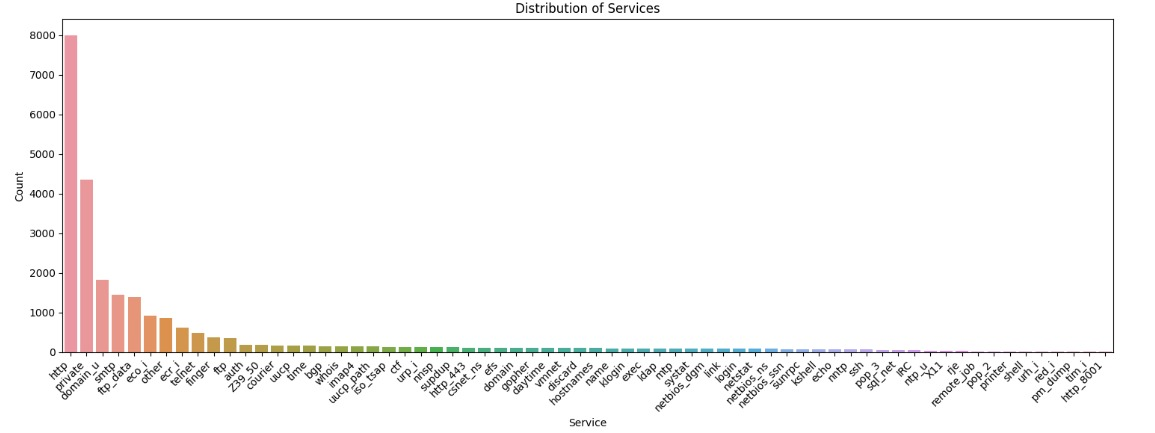 Distribution of Services
8000
7000
6000
5000
4000
3000
2000
1000
0
Count
http
private
domain_u
smtp
ftp_data
eco_i
other
ecr_i
telnet
finger
ftp
auth
Z39_50
courier
uucp
time
bgp
whois
imap4
uucp_path
iso_tsap
ctf
urp_i
nnsp
supdup
http_443
csnet_ns
efs
domain
gopher
daytime
vmnet
discard
hostnames
name
klogin
exec
ldap
mtp
systat
netbios_dgm
link
login
netstat
netbios_ns
netbios_ssn
sunrpc
kshell
echo
nntp
ssh
pop_3
sql_net
IRC
ntp_u
X11
rje
remote_job
pop_2
printer
shell
urh_i
red_i
pm_dump
tim_i
http_8001
Service